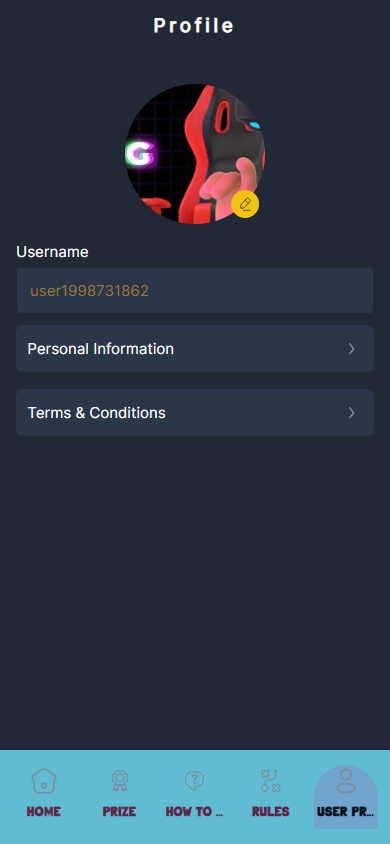 Profile
G
Username
user1998731862
Personal Information
Terms & Conditions
HOME
PRIZE
HOW TO ...
RULES
USER PR...